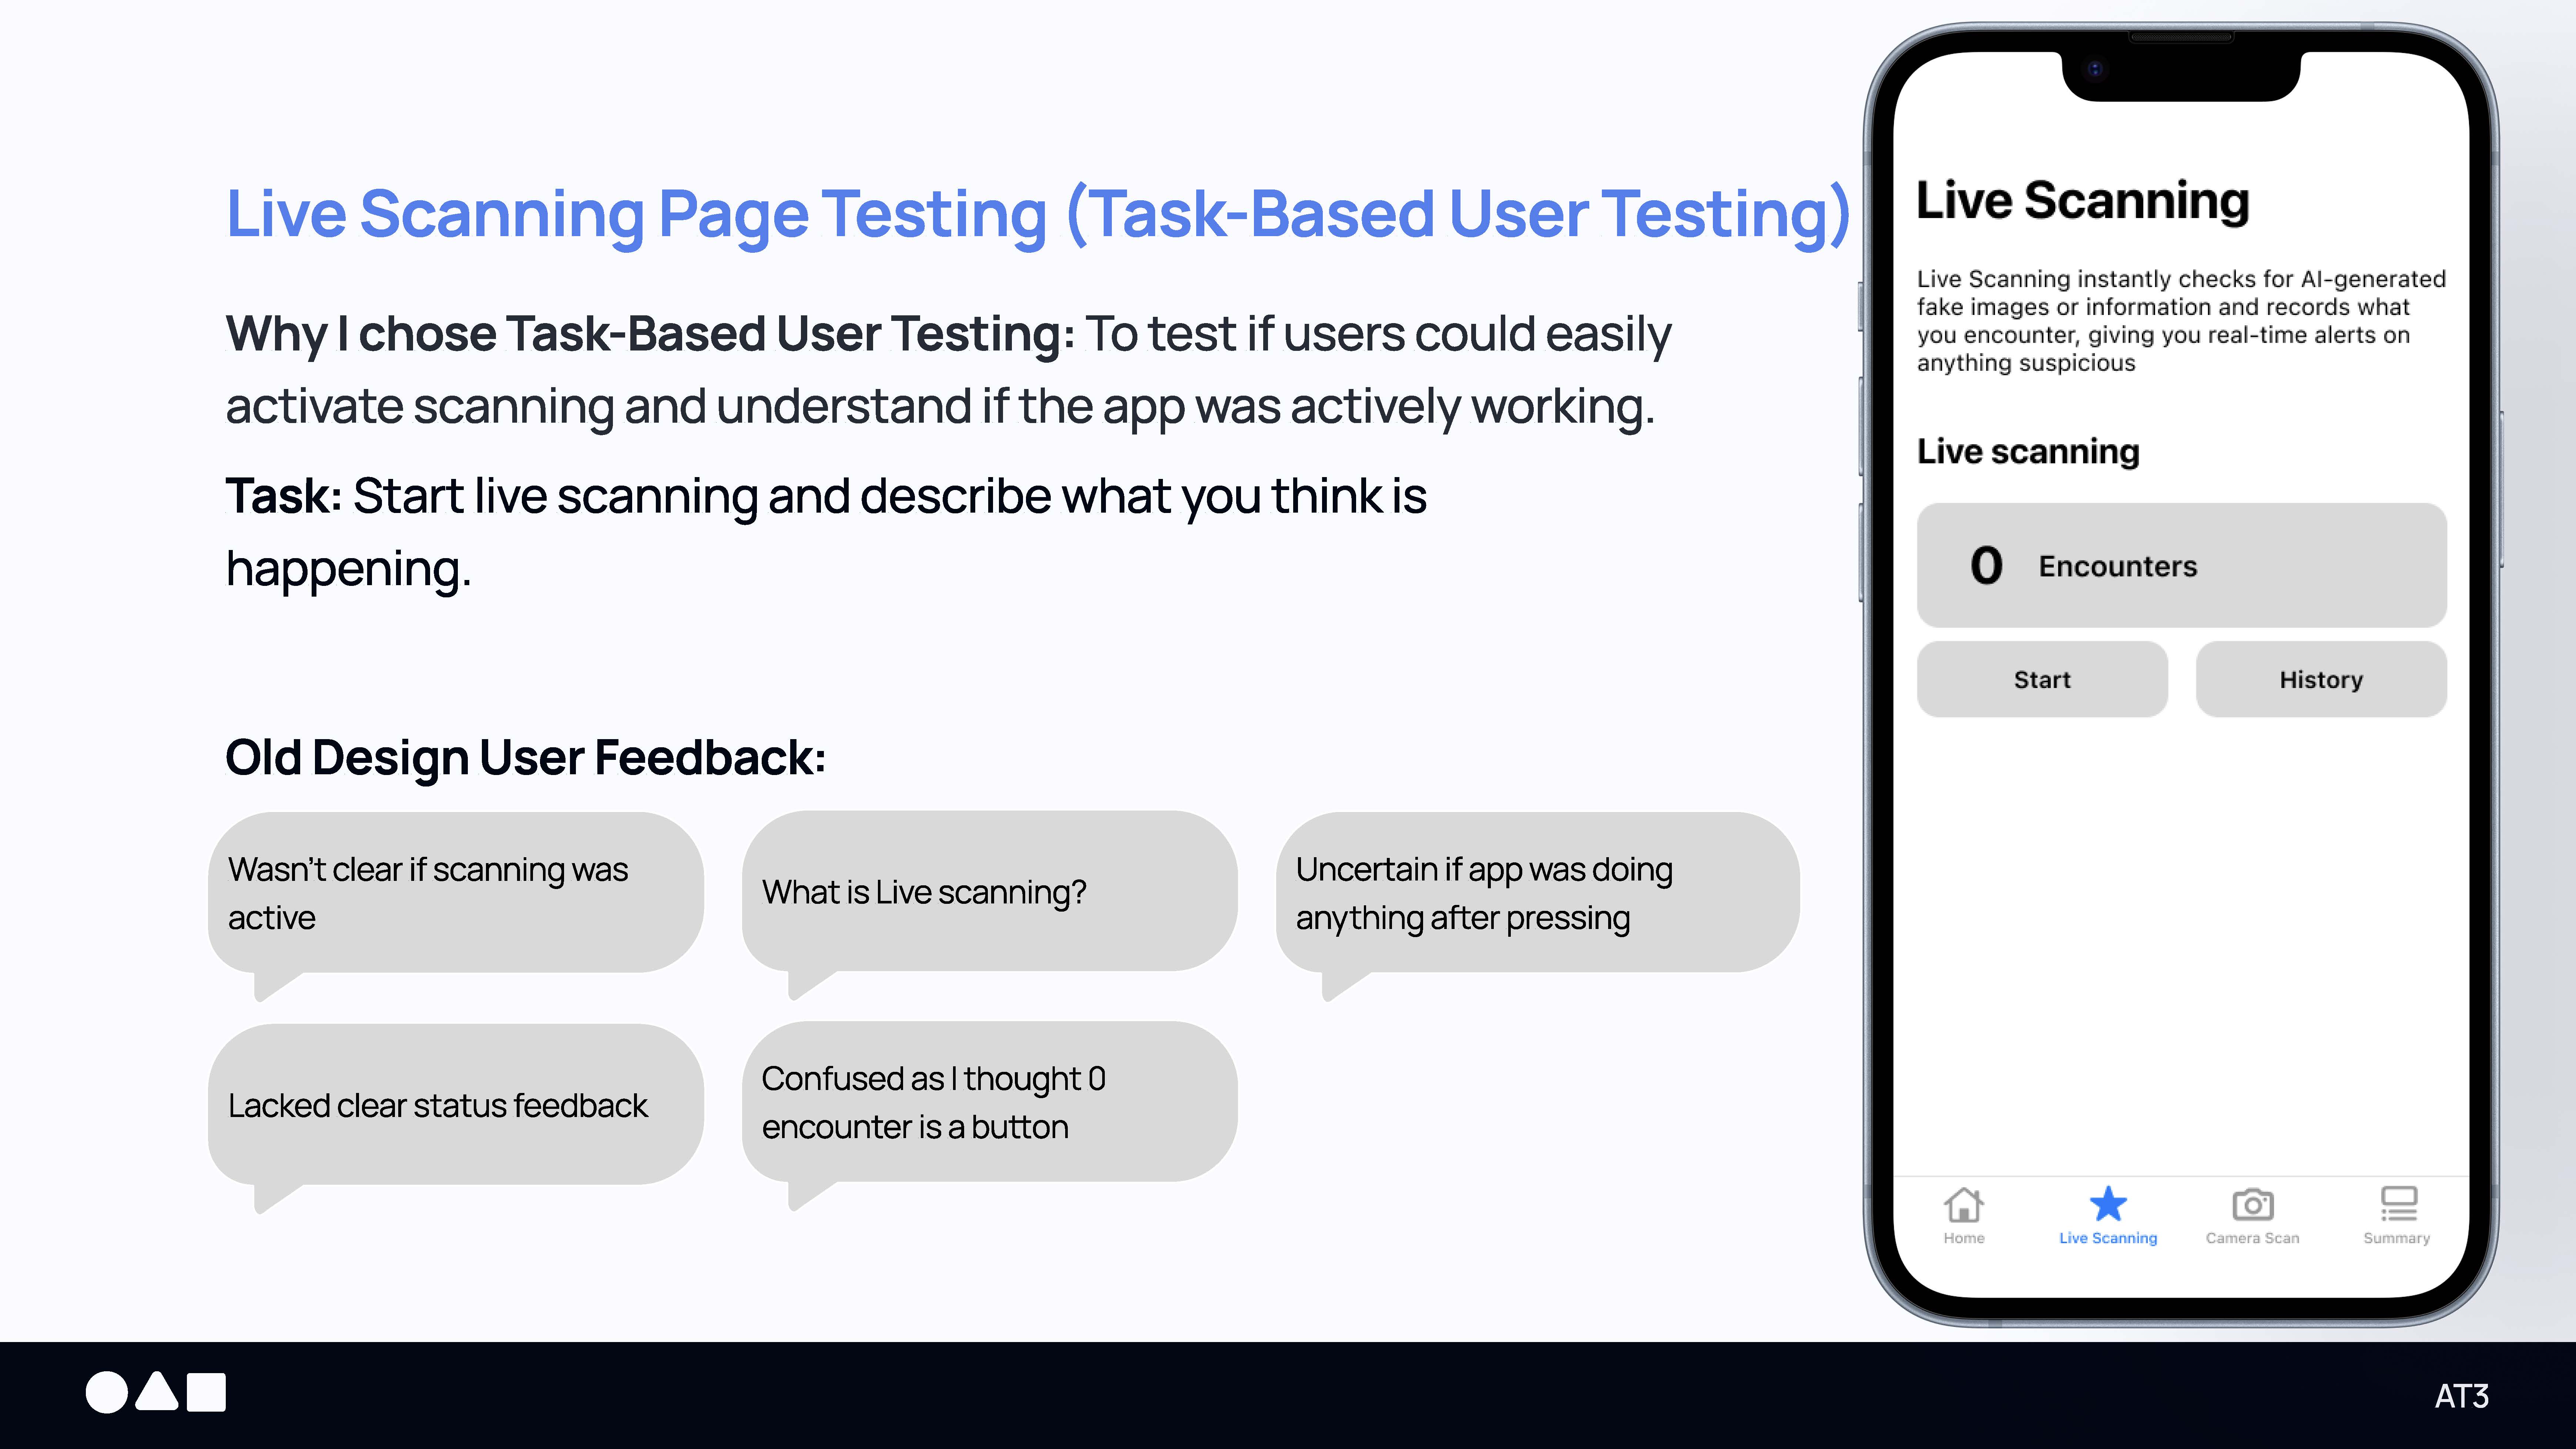 Live Scanning Page Testing (Task-Based User Testing)
Why I chose Task-Based User Testing: To test if users could easily
activate scanning and understand if the app was actively working.
Task: Start live scanning and describe what you think is
happening.
Old Design User Feedback:
Wasn't clear if scanning was
active
What is Live scanning?
Uncertain if app was doing
anything after pressing
Lacked clear status feedback
Confused as I thought 0
encounter is a button
Live Scanning
Live Scanning instantly checks for AI-generated
fake images or information and records what
you encounter, giving you real-time alerts on
anything suspicious
Live scanning
0 Encounters
Start
History
Home
Live Scanning
Camera Scan
Summary
AT3